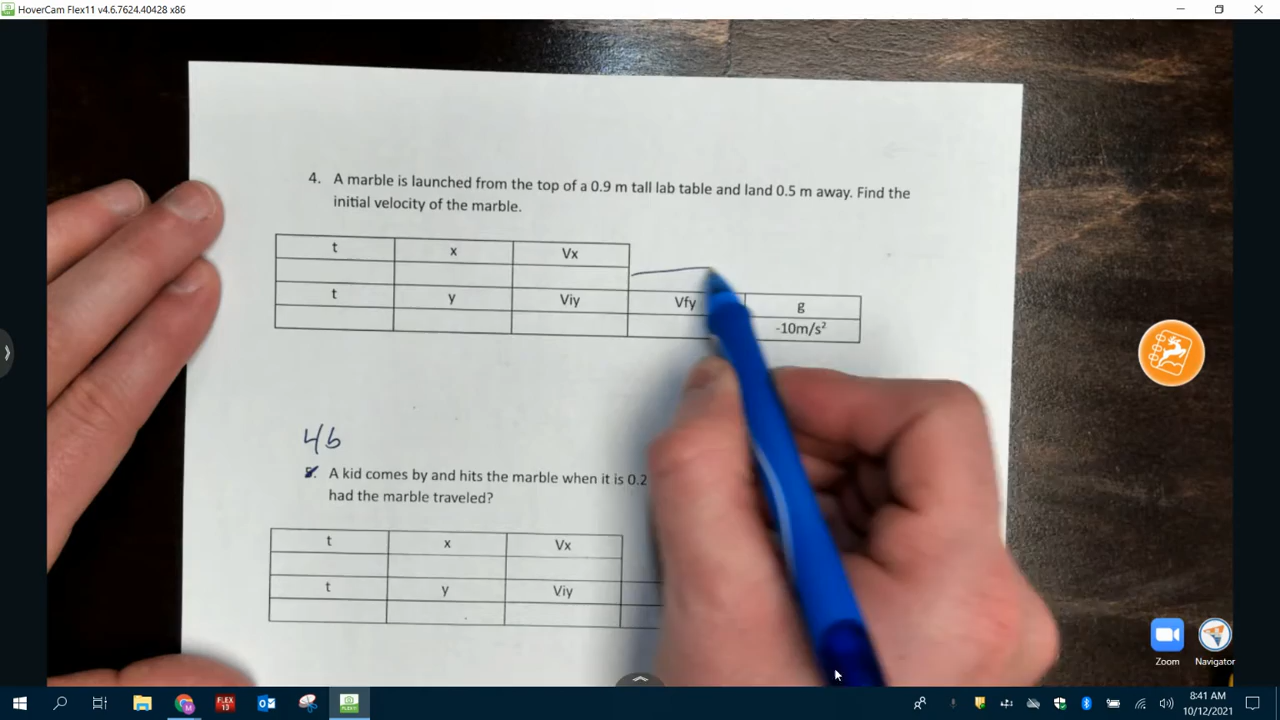 HoverCam Flex11 v4.6.7624.40428 x86
4. A marble is launched from the top of a 0.9 m tall lab table and land 0.5 m away. Find the
initial velocity of the marble.
t x Vx
t y Viy Vfy g
-10m/s²
4b
A kid comes by and hits the marble when it is 0.2
had the marble traveled?
t x Vx
t y Viy
Zoom Navigator
FLEX 11
8:41 AM
10/12/2021